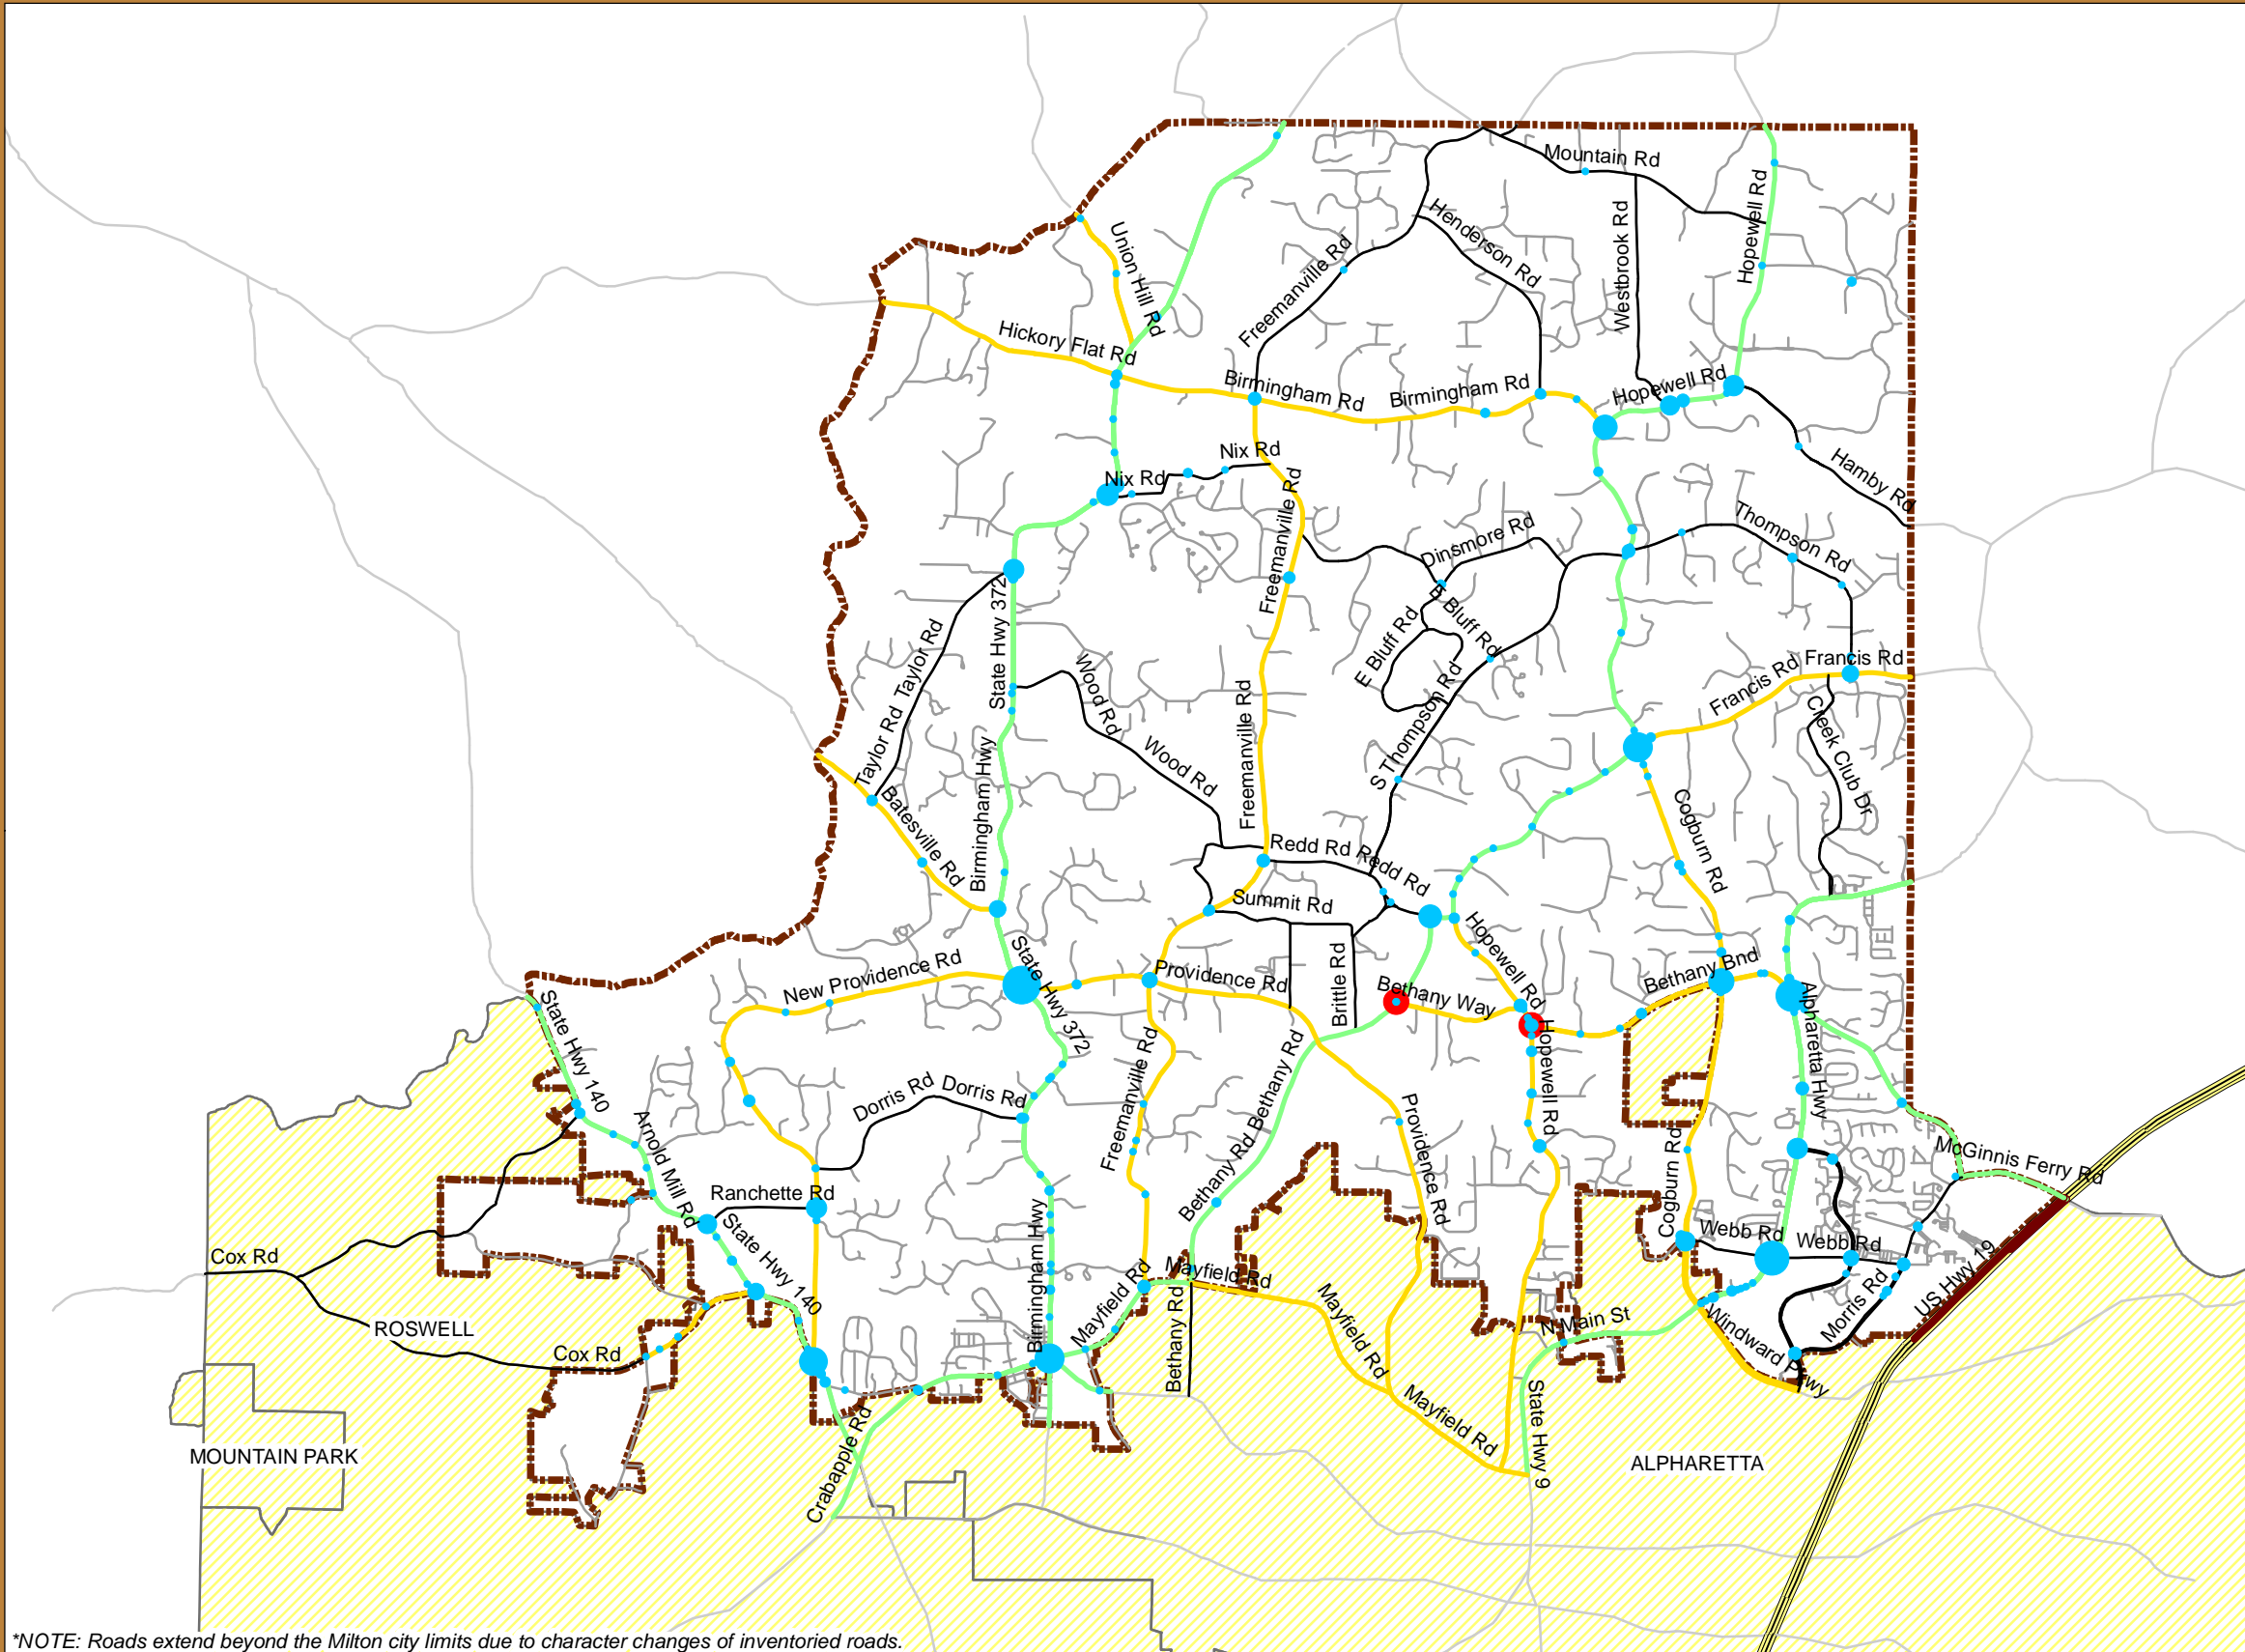 Mountain Rd
Hopewell Rd
Henderson Rd
Westbrook Rd
Union Hill Rd
Freemanville Rd
Hickory Flat Rd
Birmingham Rd
Birmingham Rd
Hopewell Rd
Nix Rd
Nix Rd
Hamby Rd
Freemanville Rd
Thompson Rd
Dinsmore Rd
Freemanville Rd
State Hwy 372
E Bluff Rd
E Bluff Rd
Taylor Rd
Taylor Rd
Wood Rd
Wood Rd
Francis Rd
Francis Rd
S Thompson Rd
Creek Club Dr
Freemanville Rd
Batesville Rd
Birmingham Hwy
Cogburn Rd
Redd Rd
Redd Rd
Summit Rd
Hopewell Rd
State Hwy 372
New Providence Rd
Providence Rd
Brittle Rd
Bethany Way
Bethany Bnd
Alpharetta Hwy
State Hwy 140
Hopewell Rd
Freemanville Rd
Bethany Rd
Bethany Rd
Dorris Rd
Dorris Rd
Arnold Mill Rd
Providence Rd
McGinnis Ferry Rd
Ranchette Rd
State Hwy 140
Birmingham Hwy
Cogburn Rd
Webb Rd
Webb Rd
US Hwy 19
Cox Rd
Mayfield Rd
Mayfield Rd
Bethany Rd
Mayfield Rd
N Main St
Morris Rd
Windward Pkwy
ROSWELL
Cox Rd
Mayfield Rd
State Hwy 9
Crabapple Rd
MOUNTAIN PARK
ALPHARETTA
*NOTE: Roads extend beyond the Milton city limits due to character changes of inventoried roads.